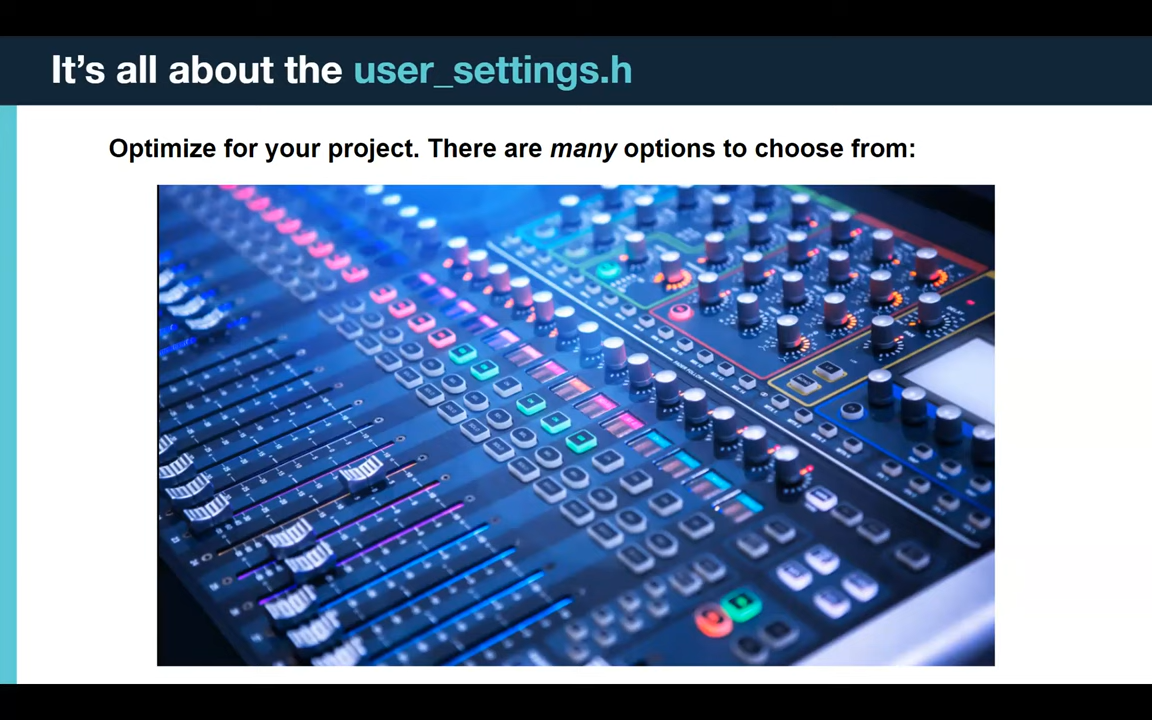 It's all about the user_settings.h
Optimize for your project. There are many options to choose from: